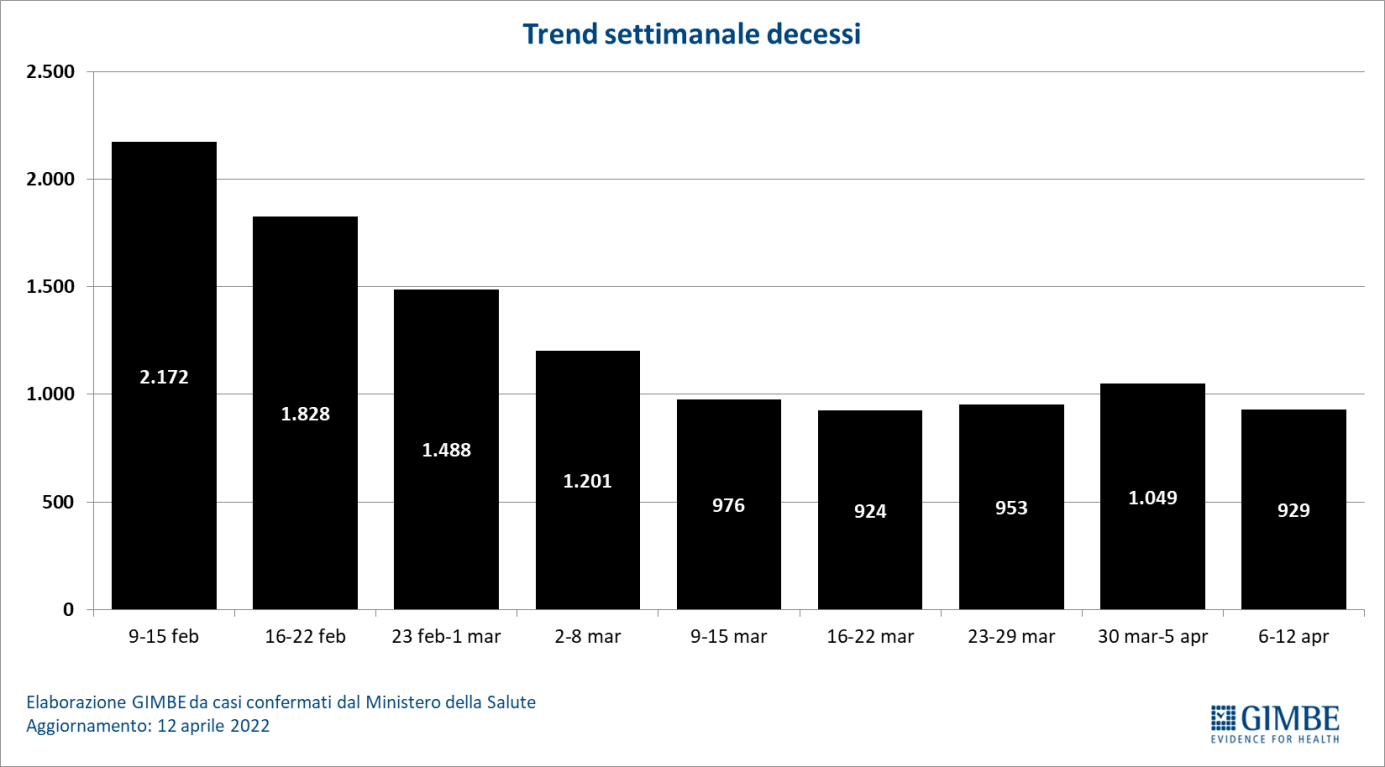 Trend settimanale decessi
2.500
2.000
1.500
1.000
500
0
2.172
1.828
1.488
1.201
976
924
953
1.049
929
9-15 feb
16-22 feb
23 feb-1 mar
2-8 mar
9-15 mar
16-22 mar
23-29 mar
30 mar-5 apr
6-12 apr
Elaborazione GIMBE da casi confermati dal Ministero della Salute
Aggiornamento: 12 aprile 2022
GIMBE
EVIDENCE FOR HEALTH